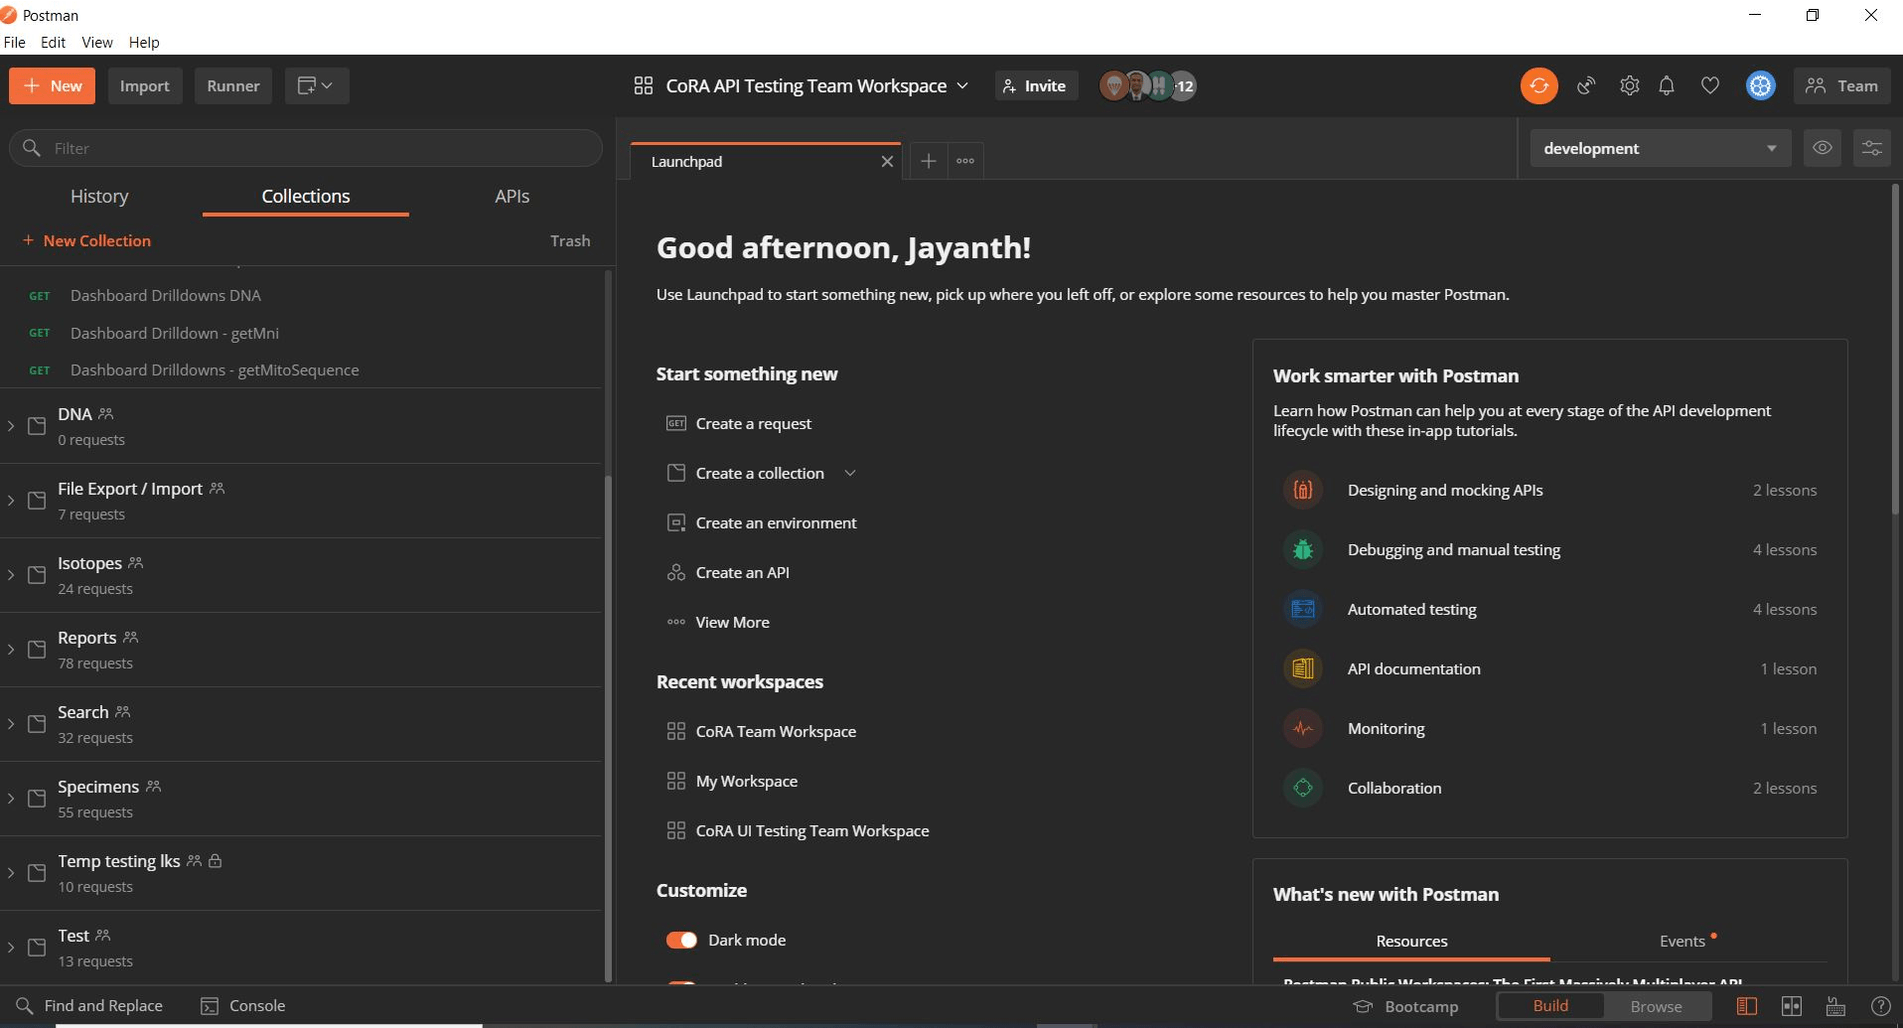 Postman
File Edit View Help
+ New Import Runner
CoRA API Testing Team Workspace
Invite
+12
Team
Filter
History Collections APIs
+ New Collection Trash
GET Dashboard Drilldowns DNA
GET Dashboard Drilldown - getMni
GET Dashboard Drilldowns - getMitoSequence
DNA
0 requests
File Export / Import
7 requests
Isotopes
24 requests
Reports
78 requests
Search
32 requests
Specimens
55 requests
Temp testing lks
10 requests
Test
13 requests
Launchpad
development
Good afternoon, Jayanth!
Use Launchpad to start something new, pick up where you left off, or explore some resources to help you master Postman.
Start something new
GET Create a request
Create a collection
Create an environment
Create an API
View More
Recent workspaces
CoRA Team Workspace
My Workspace
CoRA UI Testing Team Workspace
Customize
Dark mode
Work smarter with Postman
Learn how Postman can help you at every stage of the API development
lifecycle with these in-app tutorials.
Designing and mocking APIs 2 lessons
Debugging and manual testing 4 lessons
Automated testing 4 lessons
API documentation 1 lesson
Monitoring 1 lesson
Collaboration 2 lessons
What's new with Postman
Resources Events
Postman Public Workspaces: The First Massively Multiplayer API
Find and Replace Console
Bootcamp Build Browse